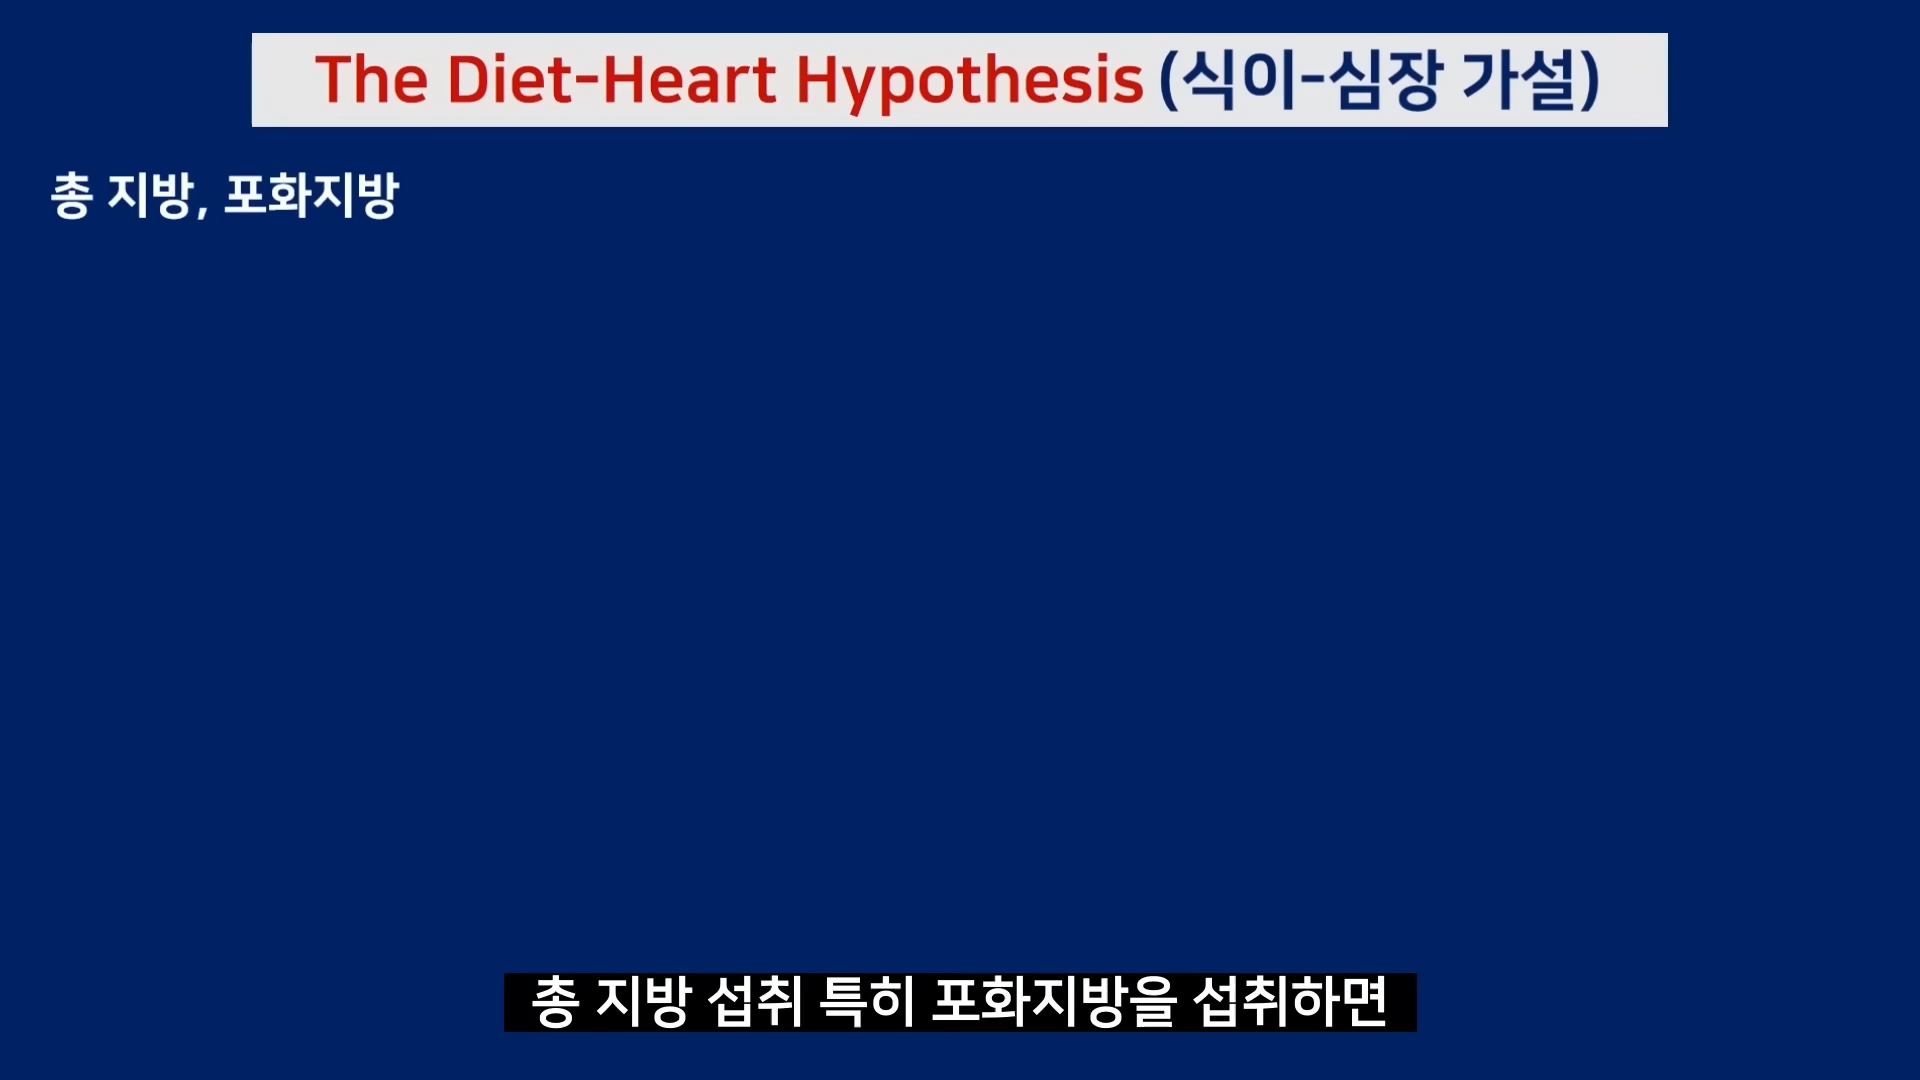 The Diet-Heart Hypothesis (식이-심장 가설)
총 지방, 포화지방
총 지방 섭취 특히 포화지방을 섭취하면